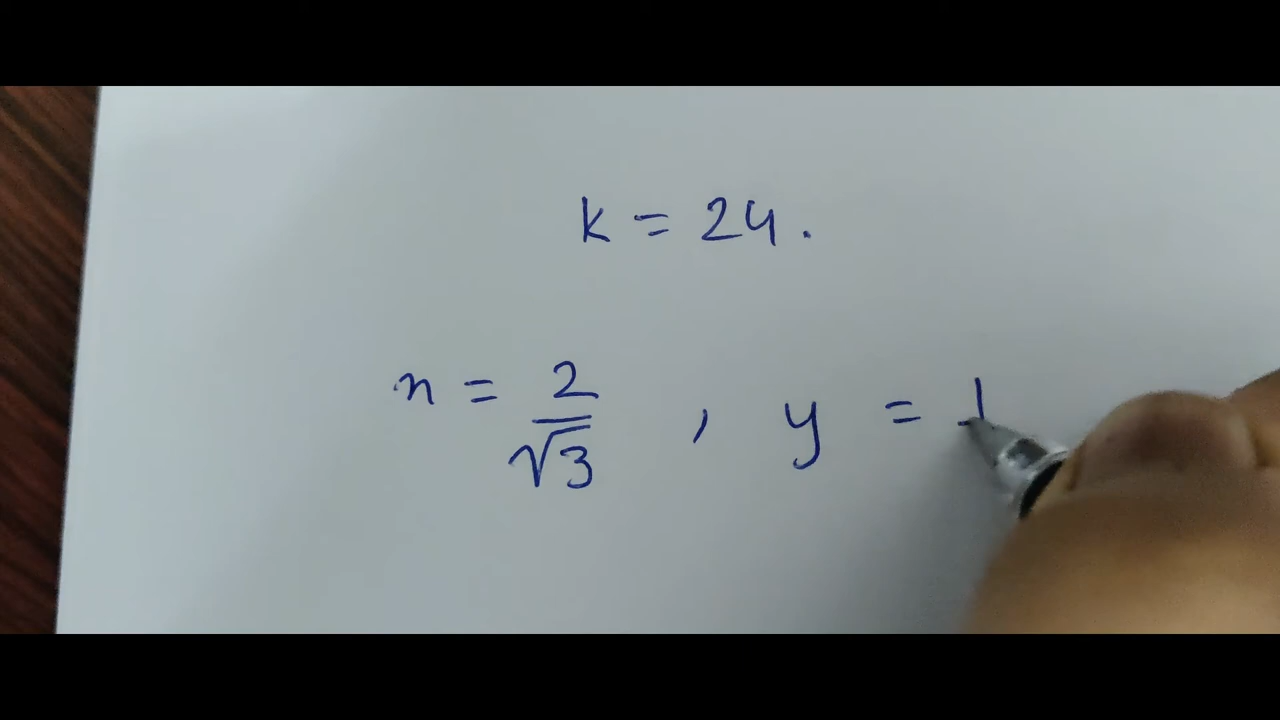 k = 24.
x = 2/√3 , y = 1